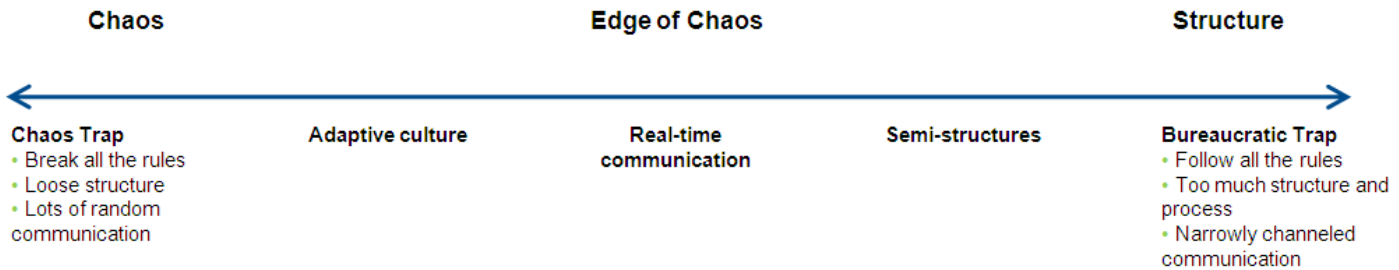 Chaos
Edge of Chaos
Structure
Chaos Trap
• Break all the rules
• Loose structure
• Lots of random
communication
Adaptive culture
Real-time
communication
Semi-structures
Bureaucratic Trap
• Follow all the rules
• Too much structure and
process
• Narrowly channeled
communication